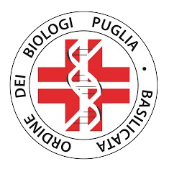 ORDINE DEI BIOLOGI PUGLIA • BASILICATA